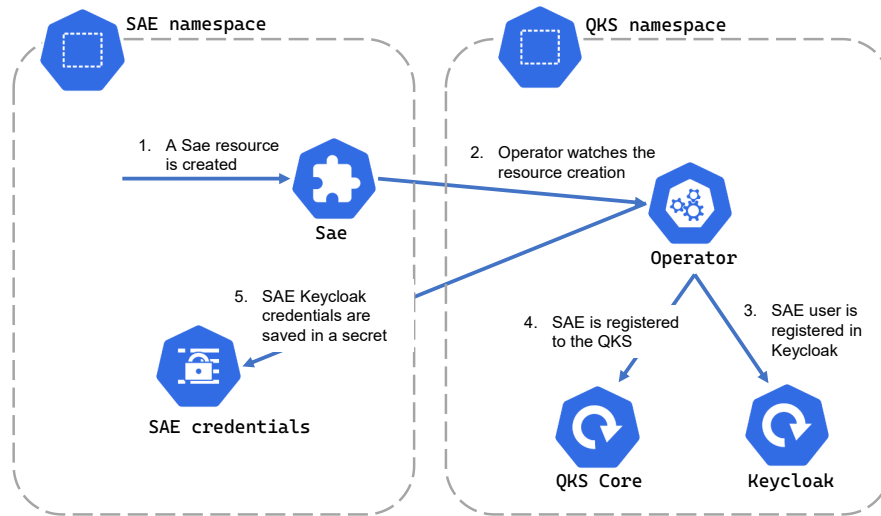 SAE namespace
QKS namespace
1. A Sae resource
is created
2. Operator watches the
resource creation
Sae
Operator
5. SAE Keycloak
credentials are
saved in a secret
4. SAE is registered
to the QKS
3. SAE user is
registered in
Keycloak
SAE credentials
QKS Core
Keycloak